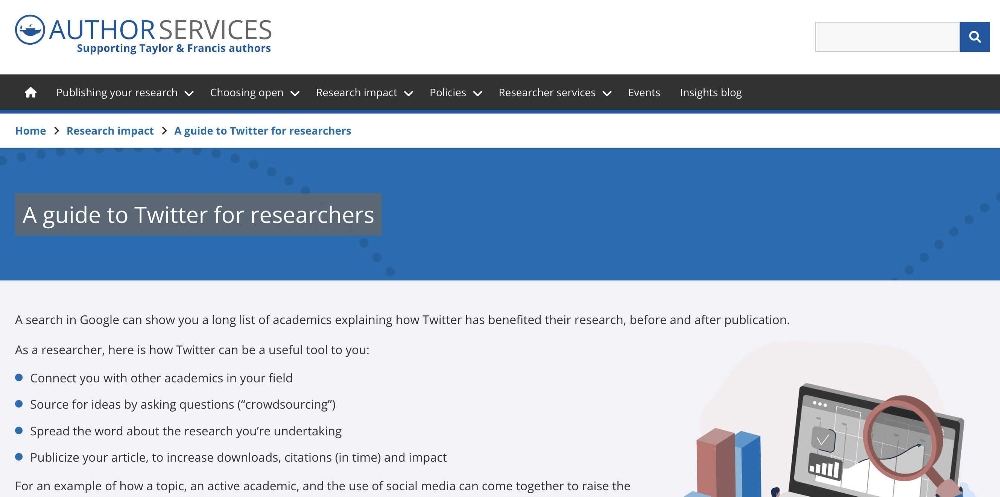 AUTHOR SERVICES
Supporting Taylor & Francis authors
Publishing your research Choosing open Research impact Policies Researcher services Events Insights blog
Home Research impact A guide to Twitter for researchers
A guide to Twitter for researchers
A search in Google can show you a long list of academics explaining how Twitter has benefited their research, before and after publication.
As a researcher, here is how Twitter can be a useful tool to you:
Connect you with other academics in your field
Source for ideas by asking questions (“crowdsourcing”)
Spread the word about the research you’re undertaking
Publicize your article, to increase downloads, citations (in time) and impact
For an example of how a topic, an active academic, and the use of social media can come together to raise the